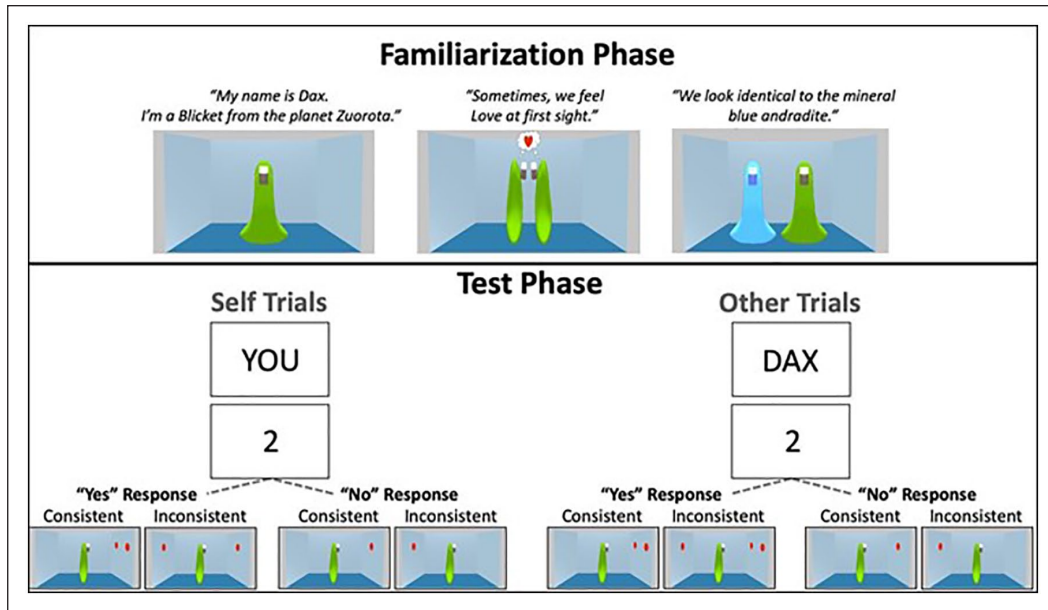 Familiarization Phase
"My name is Dax.
I'm a Blicket from the planet Zuorota."
"Sometimes, we feel
Love at first sight."
"We look identical to the mineral
blue andradite."
Test Phase
Self Trials
Other Trials
YOU
DAX
2
2
"Yes" Response
"No" Response
"Yes" Response
"No" Response
Consistent
Inconsistent
Consistent
Inconsistent
Consistent
Inconsistent
Consistent
Inconsistent